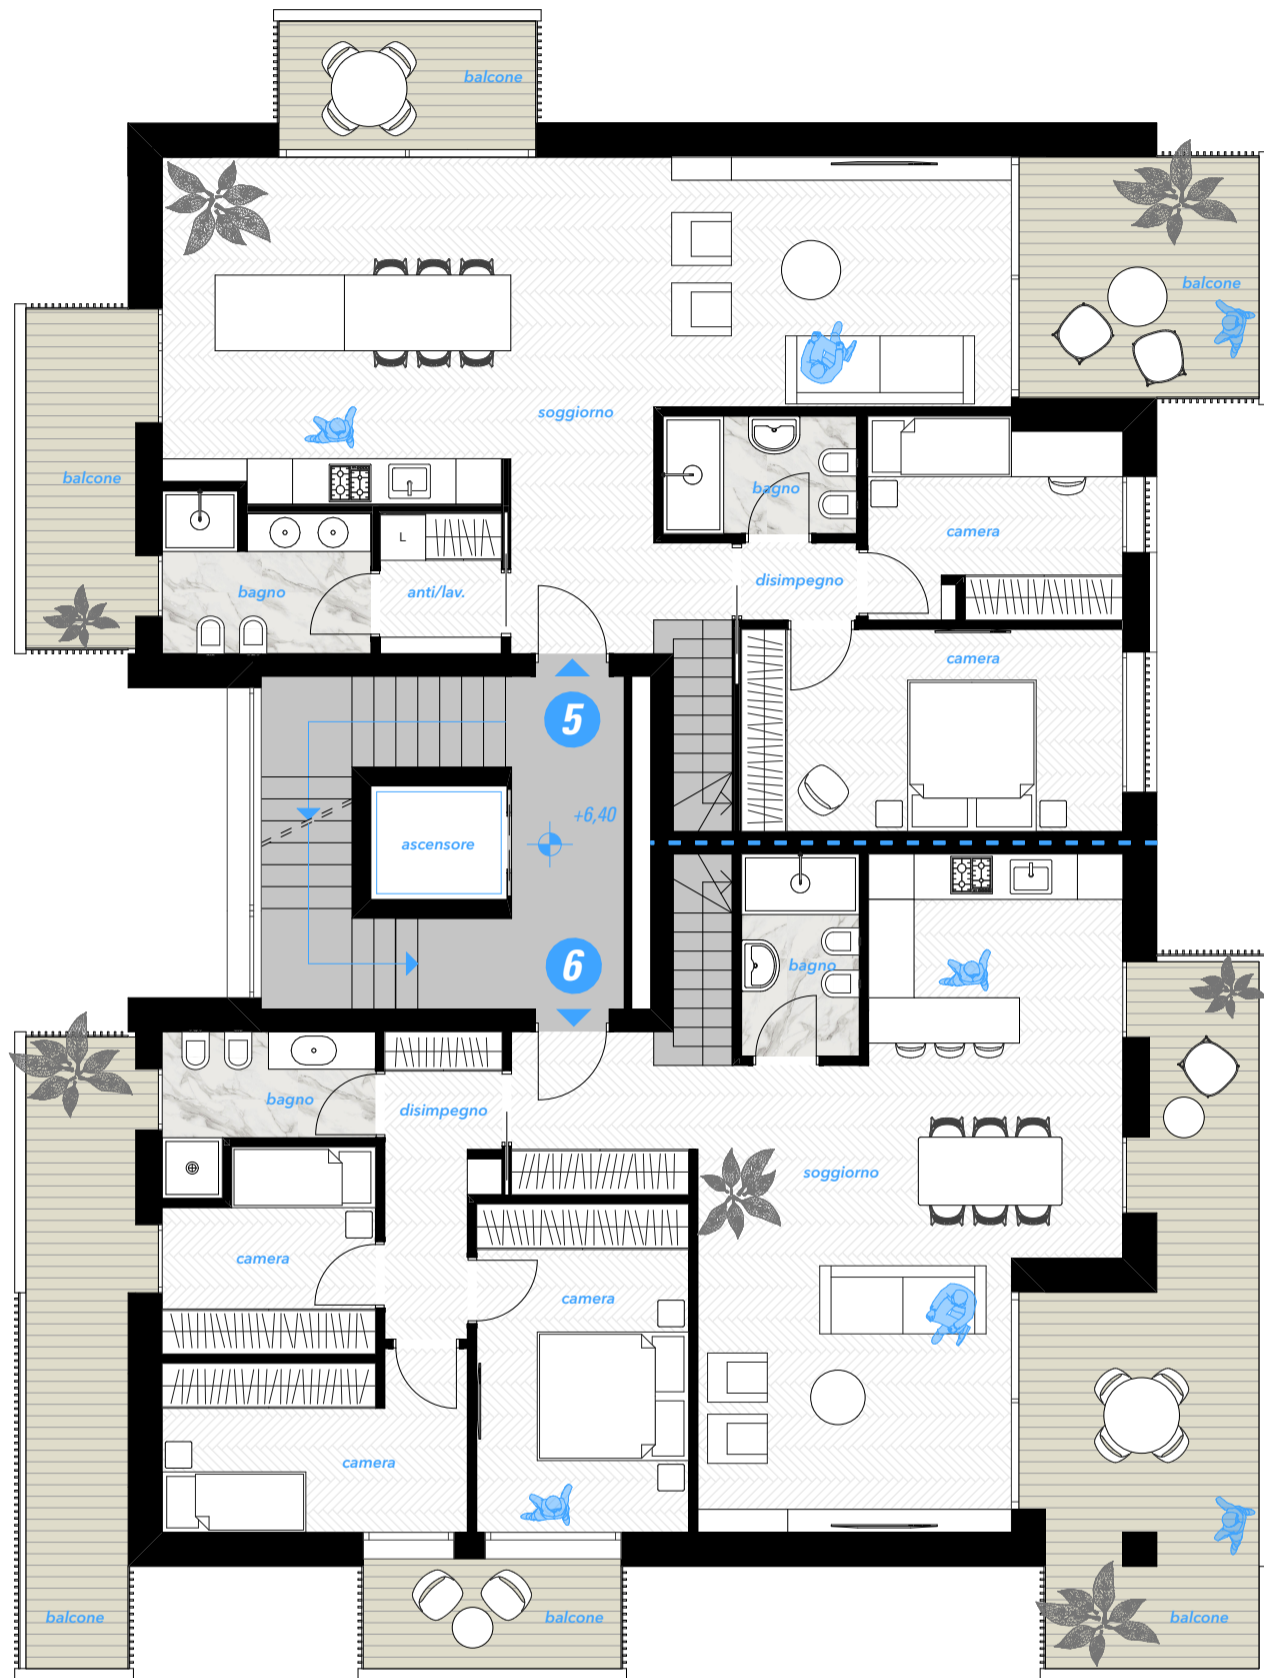 balcone
balcone
soggiorno
balcone
bagno
camera
L
disimpegno
bagno
anti/lav.
camera
5
+6,40
ascensore
6
bagno
bagno
disimpegno
soggiorno
camera
camera
camera
balcone
balcone
balcone